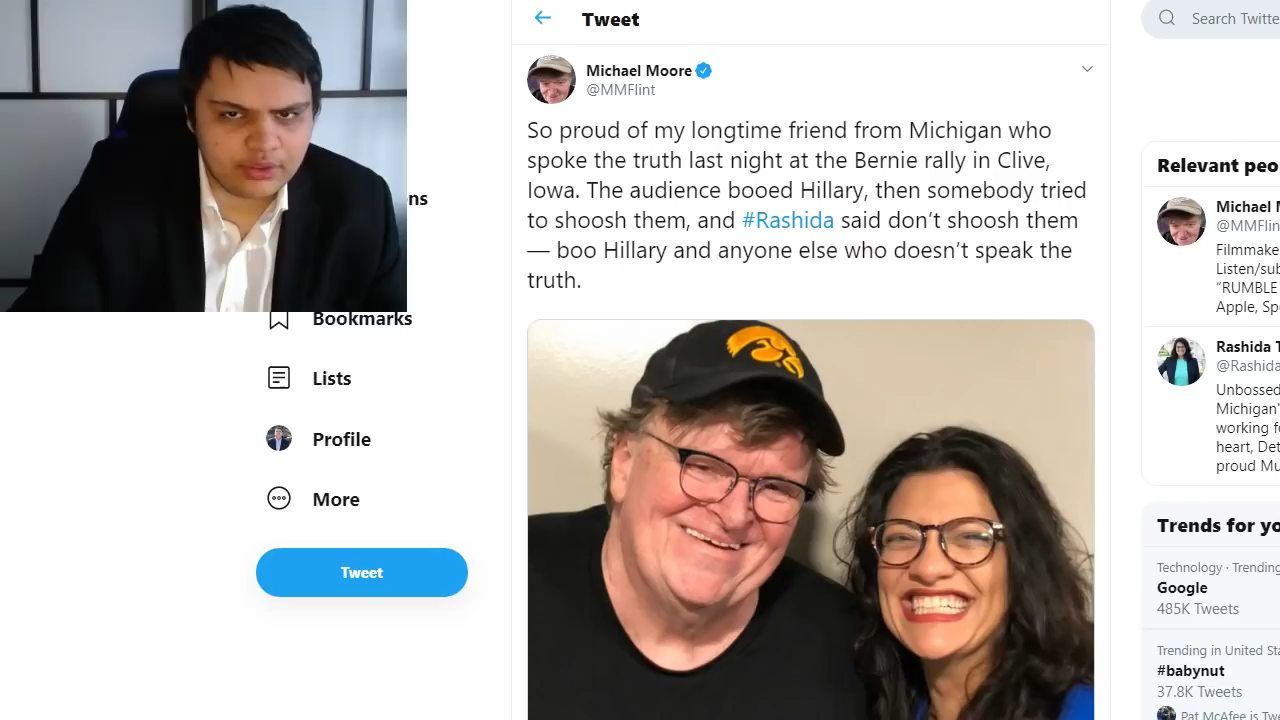 Tweet
Search Twitte
Michael Moore
@MMFlint
So proud of my longtime friend from Michigan who
spoke the truth last night at the Bernie rally in Clive,
Iowa. The audience booed Hillary, then somebody tried
to shoosh them, and #Rashida said don't shoosh them
— boo Hillary and anyone else who doesn't speak the
truth.
ns
Bookmarks
Lists
Profile
More
Tweet
Relevant peo
Michael M
@MMFlin
Filmmake
Listen/sub
"RUMBLE
Apple, Sp
Rashida T
@Rashida
Unbossed
Michigan'
working fo
heart, Det
proud Mu
Trends for yo
Technology · Trending
Google
485K Tweets
Trending in United Sta
#babynut
37.8K Tweets
Pat McAfee is Twe